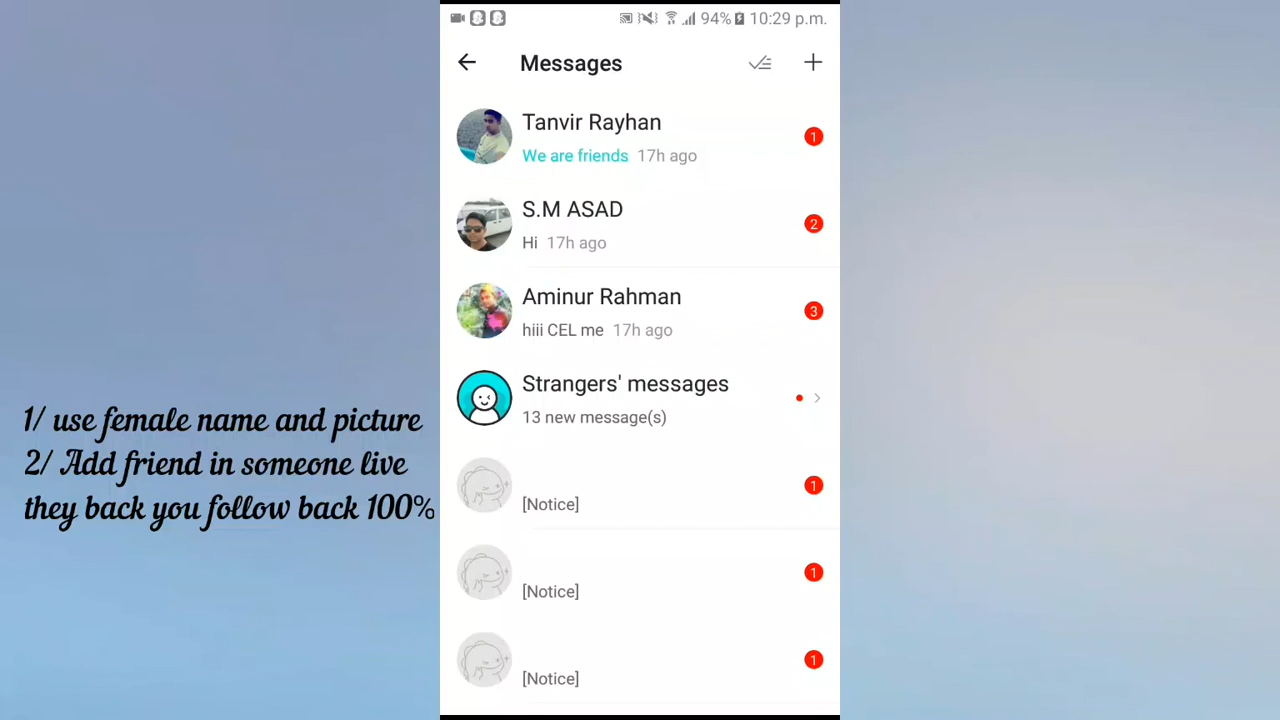 94% 10:29 p.m.
Messages
Tanvir Rayhan
1
We are friends 17h ago
S.M ASAD
2
Hi 17h ago
Aminur Rahman
3
hiii CEL me 17h ago
Strangers' messages
13 new message(s)
1
[Notice]
1
[Notice]
1
[Notice]
1/ use female name and picture
2/ Add friend in someone live
they back you follow back 100%